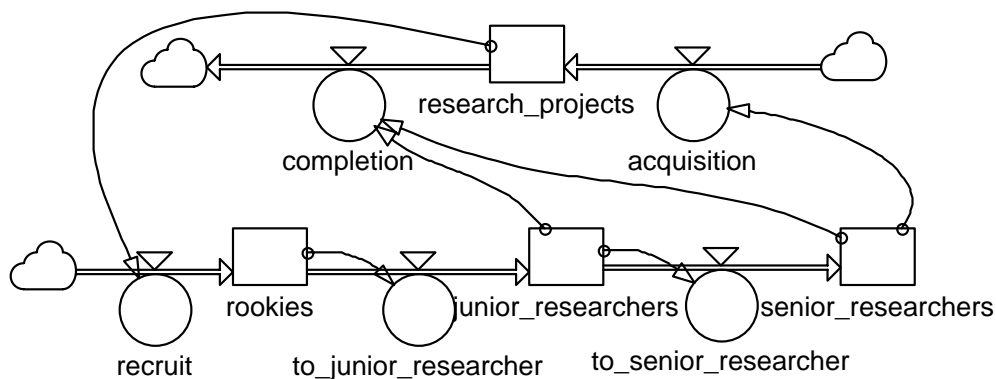 research_projects
completion
acquisition
rookies
junior_researchers
senior_researchers
recruit
to_junior_researcher
to_senior_researcher